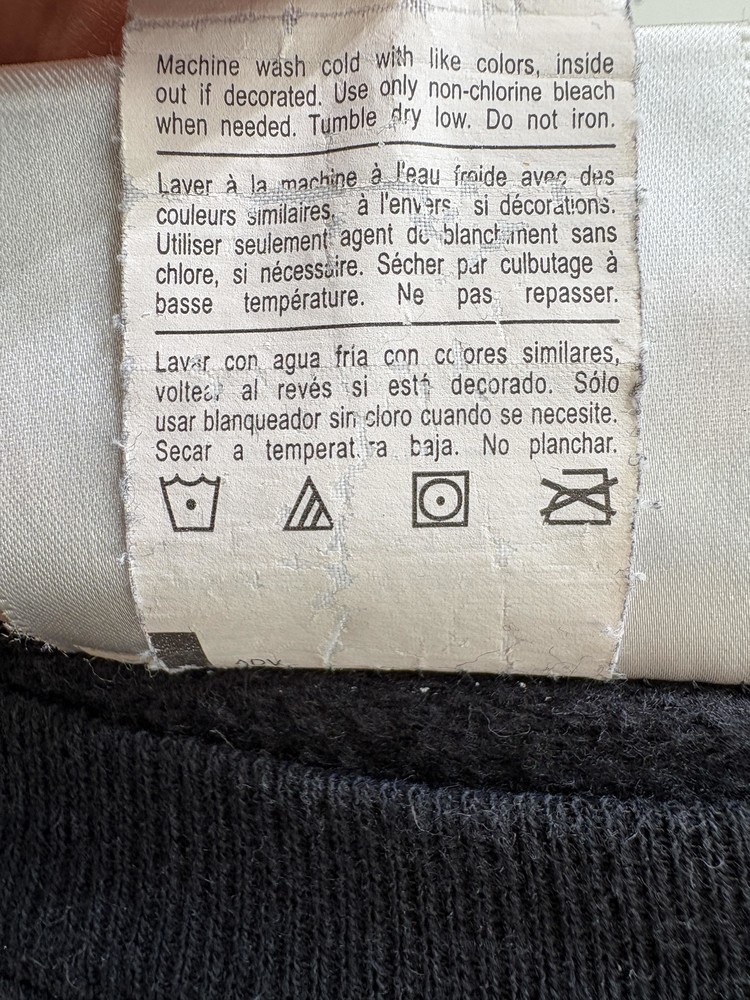 Machine wash cold with like colors, inside
out if decorated. Use only non-chlorine bleach
when needed. Tumble dry low. Do not iron.
Laver à la machine à l'eau froide avec des
couleurs similaires, à l'envers si décorations.
Utiliser seulement agent de blanchiment sans
chlore, si nécessaire. Sécher par culbutage à
basse température. Ne pas repasser.
Lavar con agua fría con colores similares,
voltear al revés si está decorado. Sólo
usar blanqueador sin cloro cuando se necesite.
Secar a temperatura baja. No planchar.